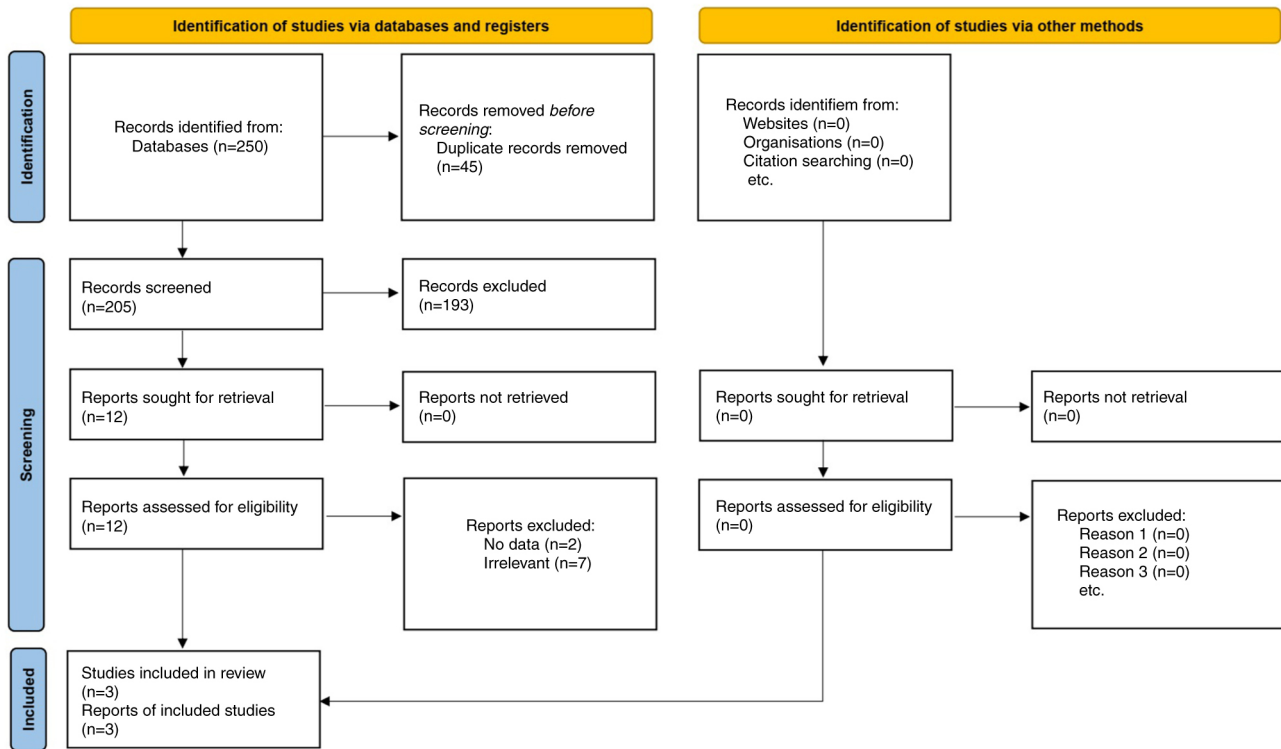 Identification of studies via databases and registers
Identification of studies via other methods
Identification
Records identified from:
Databases (n=250)
Records removed before
screening:
Duplicate records removed
(n=45)
Records identifiem from:
Websites (n=0)
Organisations (n=0)
Citation searching (n=0)
etc.
Screening
Records screened
(n=205)
Records excluded
(n=193)
Reports sought for retrieval
(n=12)
Reports not retrieved
(n=0)
Reports sought for retrieval
(n=0)
Reports not retrieval
(n=0)
Reports assessed for eligibility
(n=12)
Reports excluded:
No data (n=2)
Irrelevant (n=7)
Reports assessed for eligibility
(n=0)
Reports excluded:
Reason 1 (n=0)
Reason 2 (n=0)
Reason 3 (n=0)
etc.
Included
Studies included in review
(n=3)
Reports of included studies
(n=3)